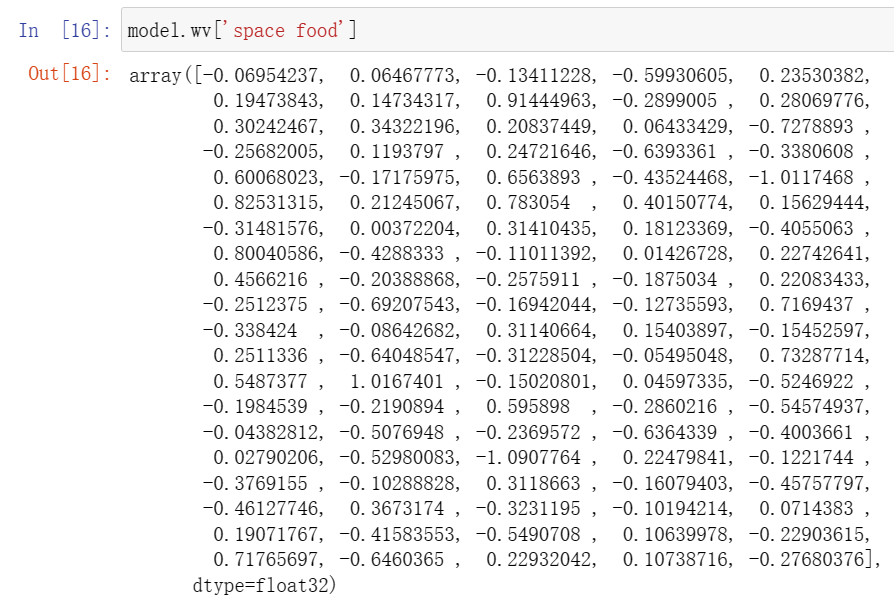 In [16]: model.wv['space food']
Out[16]: array([-0.06954237, 0.06467773, -0.13411228, -0.59930605, 0.23530382,
0.19473843, 0.14734317, 0.91444963, -0.2899005 , 0.28069776,
0.30242467, 0.34322196, 0.20837449, 0.06433429, -0.7278893 ,
-0.25682005, 0.1193797 , 0.24721646, -0.6393361 , -0.3380608 ,
0.60068023, -0.17175975, 0.6563893 , -0.43524468, -1.0117468 ,
0.82531315, 0.21245067, 0.783054 , 0.40150774, 0.15629444,
-0.31481576, 0.00372204, 0.31410435, 0.18123369, -0.4055063 ,
0.80040586, -0.4288333 , -0.11011392, 0.01426728, 0.22742641,
0.4566216 , -0.20388868, -0.2575911 , -0.1875034 , 0.22083433,
-0.2512375 , -0.69207543, -0.16942044, -0.12735593, 0.7169437 ,
-0.338424 , -0.08642682, 0.31140664, 0.15403897, -0.15452597,
0.2511336 , -0.64048547, -0.31228504, -0.05495048, 0.73287714,
0.5487377 , 1.0167401 , -0.15020801, 0.04597335, -0.5246922 ,
-0.1984539 , -0.2190894 , 0.595898 , -0.2860216 , -0.54574937,
-0.04382812, -0.5076948 , -0.2369572 , -0.6364339 , -0.4003661 ,
0.02790206, -0.52980083, -1.0907764 , 0.22479841, -0.1221744 ,
-0.3769155 , -0.10288828, 0.3118663 , -0.16079403, -0.45757797,
-0.46127746, 0.3673174 , -0.3231195 , -0.10194214, 0.0714383 ,
0.19071767, -0.41583553, -0.5490708 , 0.10639978, -0.22903615,
0.71765697, -0.6460365 , 0.22932042, 0.10738716, -0.27680376],
dtype=float32)